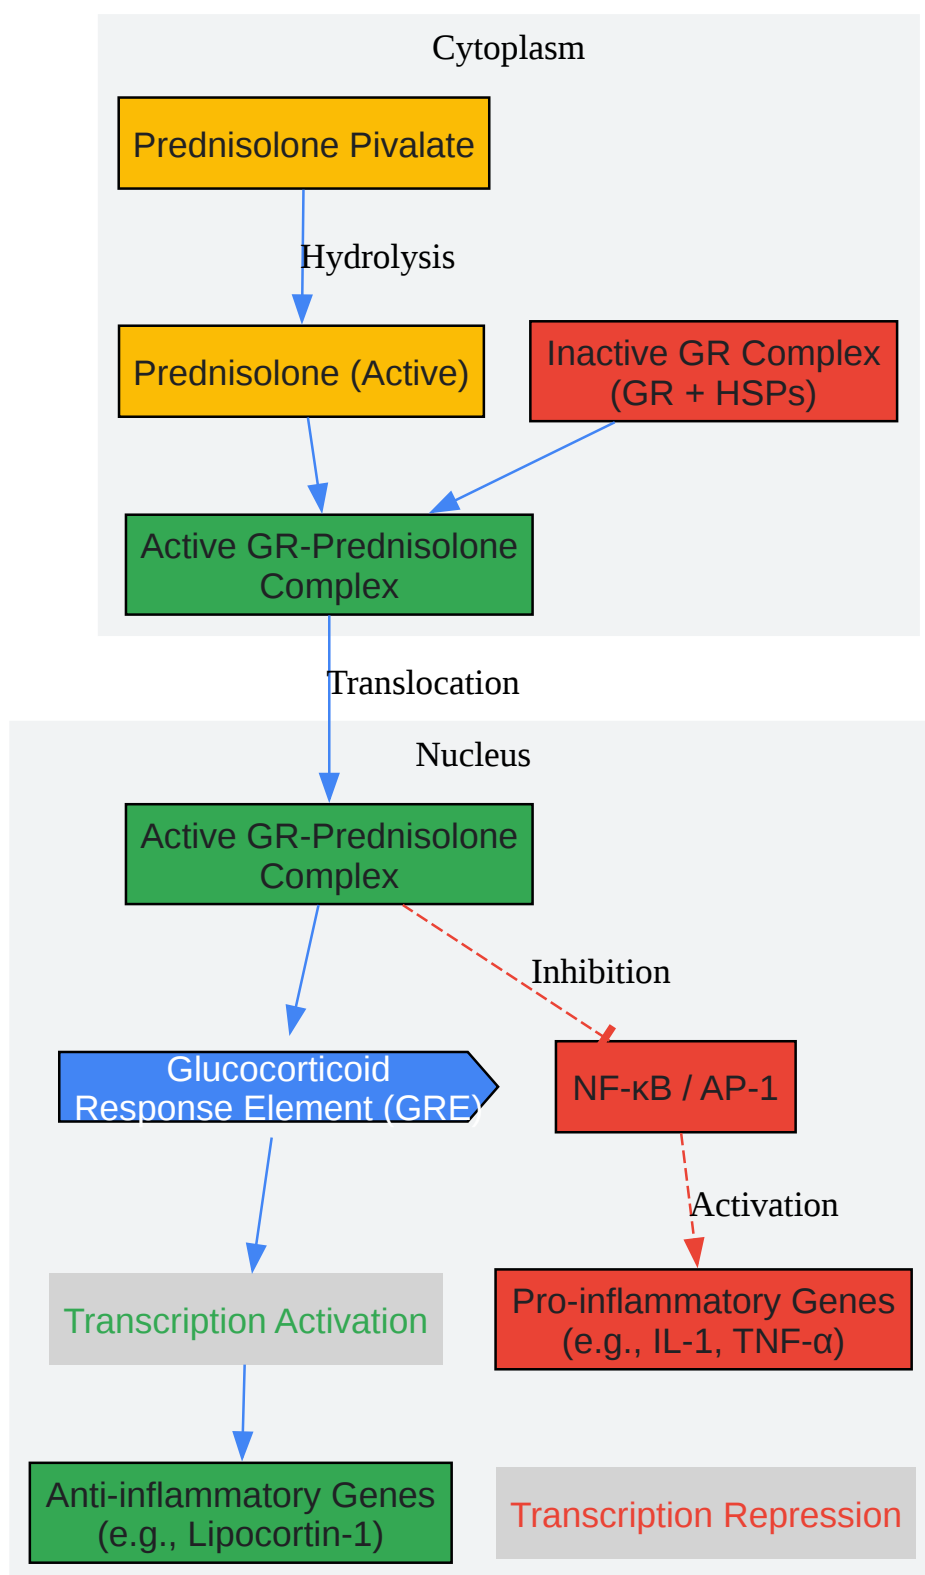 Cytoplasm
Prednisolone Pivalate
Hydrolysis
Prednisolone (Active)
Inactive GR Complex
(GR + HSPs)
Active GR-Prednisolone
Complex
Translocation
Nucleus
Active GR-Prednisolone
Complex
Inhibition
Glucocorticoid
Response Element (GRE)
NF-κB / AP-1
Activation
Transcription Activation
Pro-inflammatory Genes
(e.g., IL-1, TNF-α)
Anti-inflammatory Genes
(e.g., Lipocortin-1)
Transcription Repression